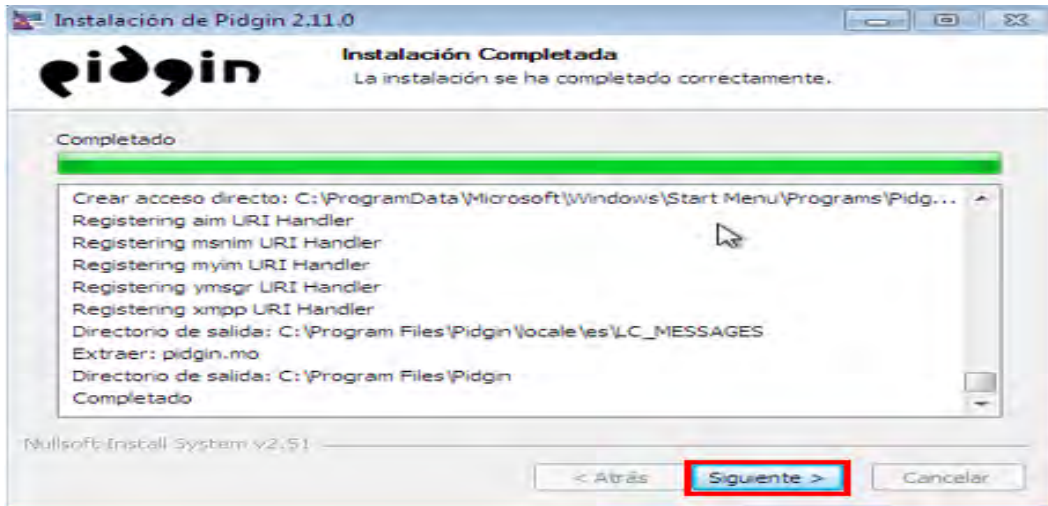 Instalación de Pidgin 2.11.0
pidgin
Instalación Completada
La instalación se ha completado correctamente.
Completado
Crear acceso directo: C:\ProgramData\Microsoft\Windows\Start Menu\Programs\Pidg...
Registering aim URI Handler
Registering msnim URI Handler
Registering myim URI Handler
Registering ymsgr URI Handler
Registering xmpp URI Handler
Directorio de salida: C:\Program Files\Pidgin\locale\es\LC_MESSAGES
Extraer: pidgin.mo
Directorio de salida: C:\Program Files\Pidgin
Completado
Nullsoft Install System v2.51
< Atrás
Siguiente >
Cancelar